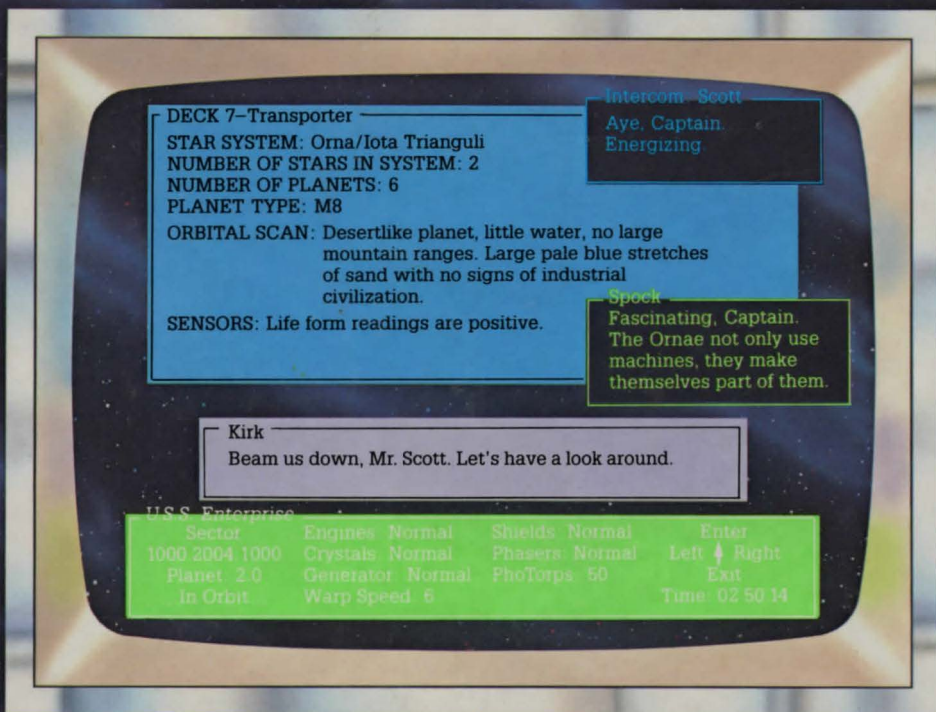 DECK 7–Transporter
STAR SYSTEM: Orna/Iota Trianguli
NUMBER OF STARS IN SYSTEM: 2
NUMBER OF PLANETS: 6
PLANET TYPE: M8
ORBITAL SCAN: Desertlike planet, little water, no large
mountain ranges. Large pale blue stretches
of sand with no signs of industrial
civilization.
SENSORS: Life form readings are positive.
Intercom: Scott
Aye, Captain.
Energizing.
Spock
Fascinating, Captain.
The Ornae not only use
machines, they make
themselves part of them.
Kirk
Beam us down, Mr. Scott. Let's have a look around.
U.S.S. Enterprise
Sector
1000.2004.1000
Planet: 2.0
In Orbit
Engines: Normal
Crystals: Normal
Generator: Normal
Warp Speed: 6
Shields: Normal
Phasers: Normal
PhoTorps: 50
Enter
Left Right
Exit
Time: 02:50:14